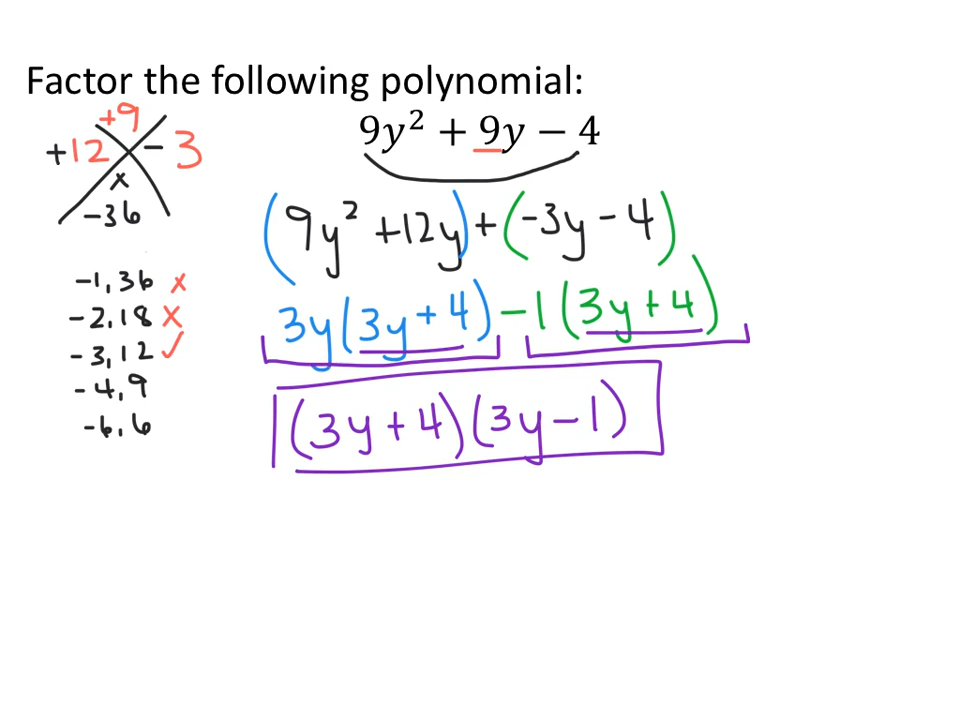 Factor the following polynomial:
9y² + 9y − 4
+9
+12 -3
x
-36
(9y² +12y)+(-3y-4)
3y(3y+4)-1(3y+4)
(3y+4)(3y-1)
-1,36 x
-2,18 x
-3,12 ✓
-4,9
-6,6